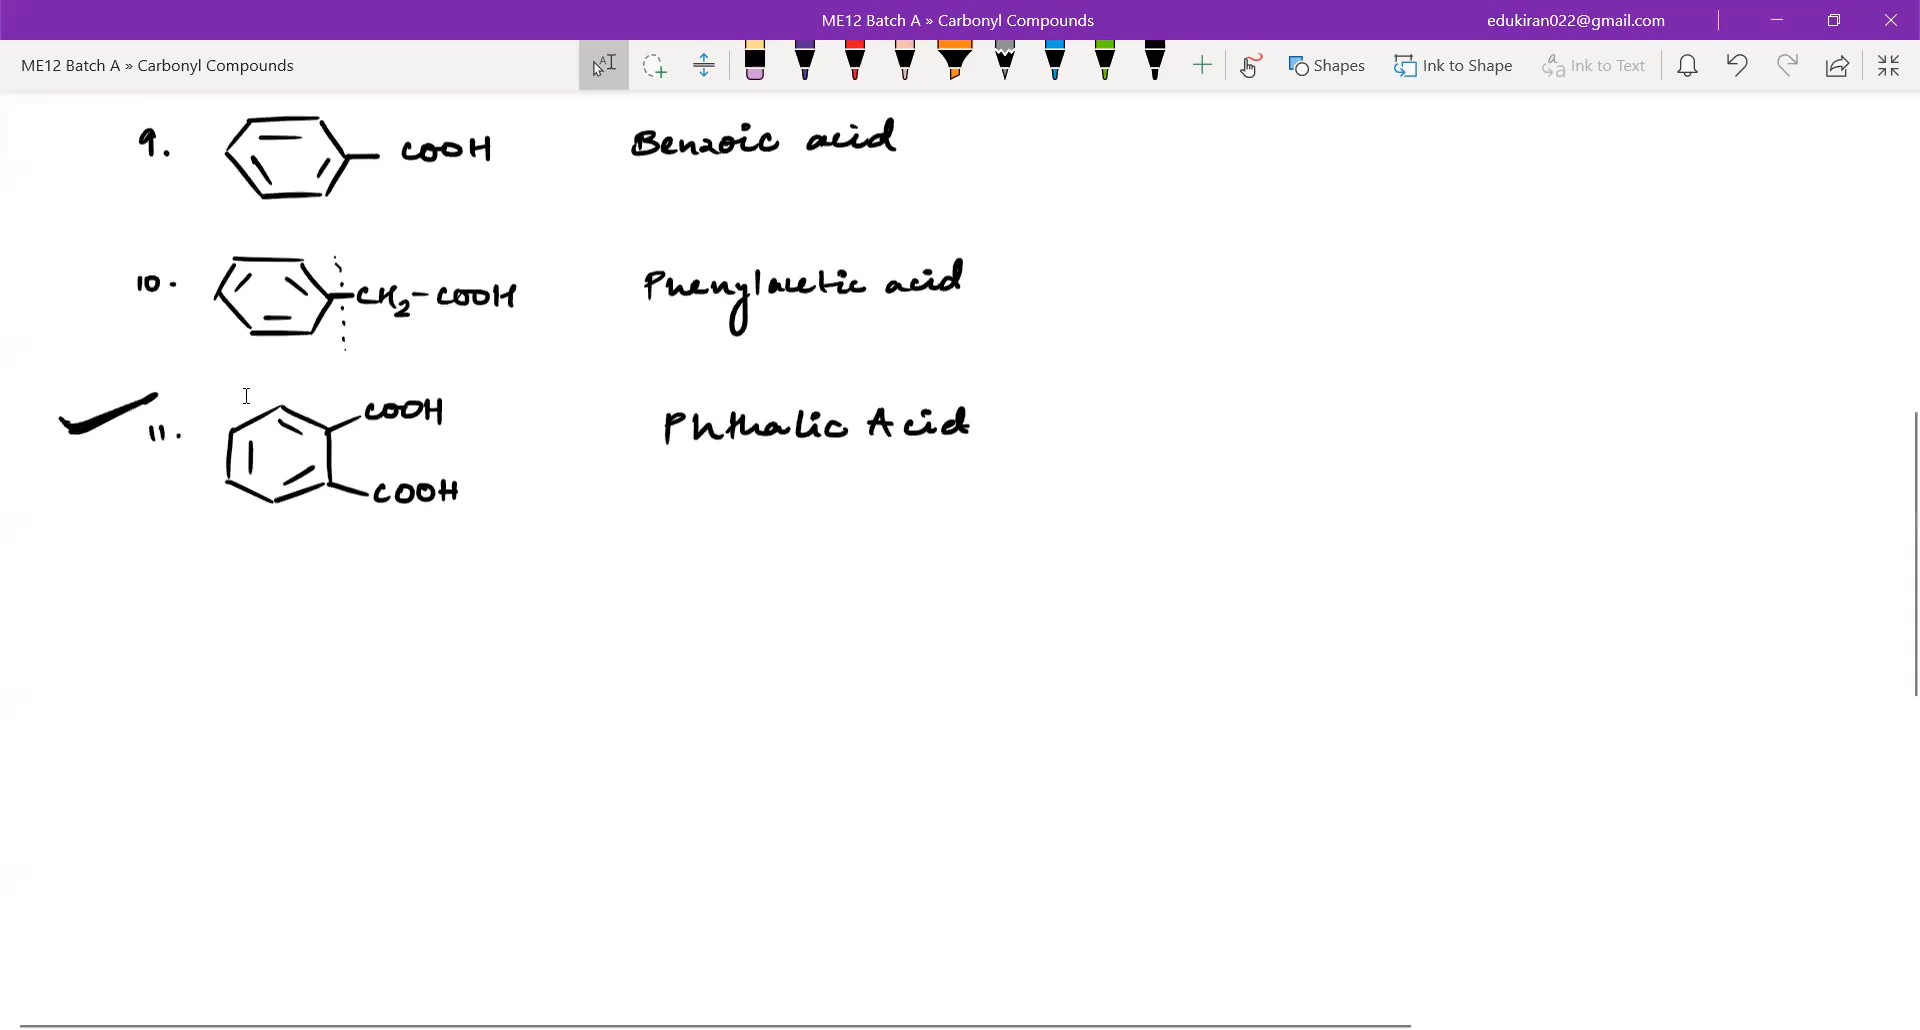 ME12 Batch A » Carbonyl Compounds
edukiran022@gmail.com
ME12 Batch A » Carbonyl Compounds
Shapes
Ink to Shape
Ink to Text
9. COOH Benzoic acid
10. CH2-COOH Phenylacetic acid
11. COOH Phthalic Acid
COOH